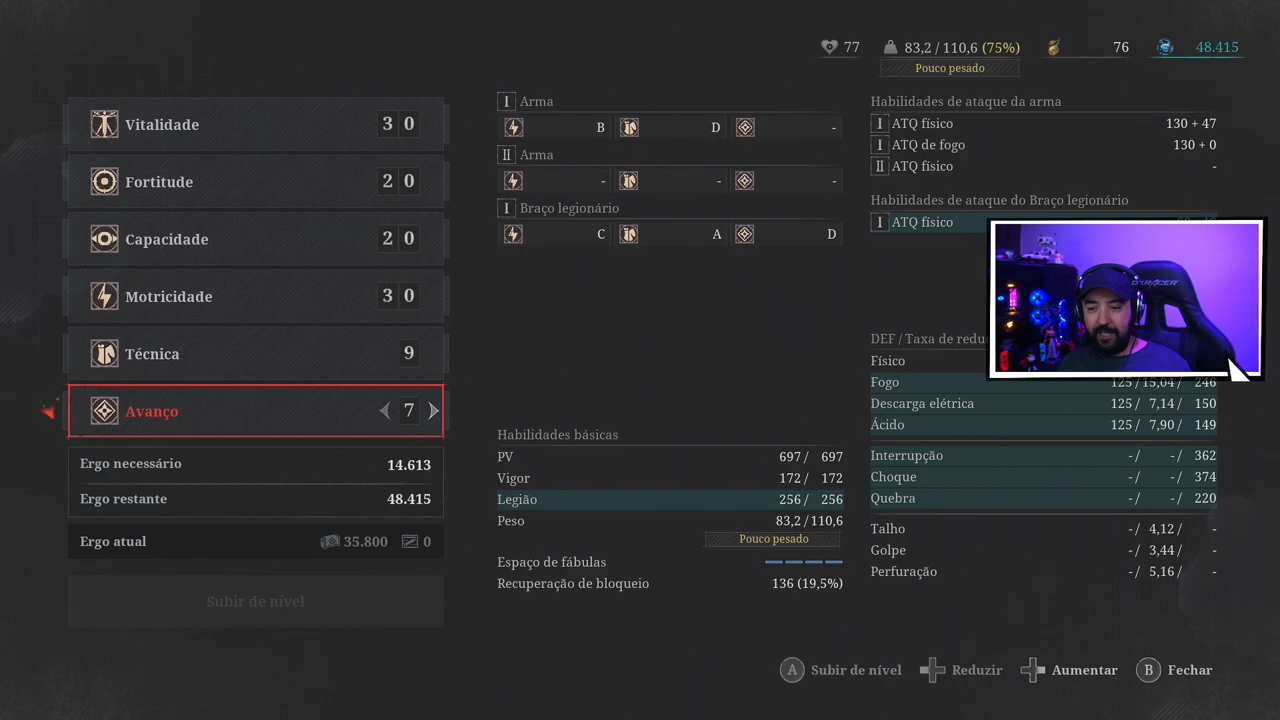 77
83,2 / 110,6 (75%)
76
48.415
Pouco pesado
Vitalidade 30
Fortitude 20
Capacidade 20
Motricidade 30
Técnica 9
Avanço 7
Ergo necessário 14.613
Ergo restante 48.415
Ergo atual 35.800 0
Subir de nível
I Arma
B D -
II Arma
- - -
I Braço legionário
C A D
Habilidades básicas
PV 697 / 697
Vigor 172 / 172
Legião 256 / 256
Peso 83,2 / 110,6
Pouco pesado
Espaço de fábulas
Recuperação de bloqueio 136 (19,5%)
Habilidades de ataque da arma
I ATQ físico 130 + 47
I ATQ de fogo 130 + 0
II ATQ físico -
Habilidades de ataque do Braço legionário
I ATQ físico
DXRACER
DEF / Taxa de
Físico
Fogo 125 / 15,04 / 246
Descarga elétrica 125 / 7,14 / 150
Ácido 125 / 7,90 / 149
Interrupção - / - / 362
Choque - / - / 374
Quebra - / - / 220
Talho - / 4,12 / -
Golpe - / 3,44 / -
Perfuração - / 5,16 / -
A Subir de nível Reduzir Aumentar B Fechar